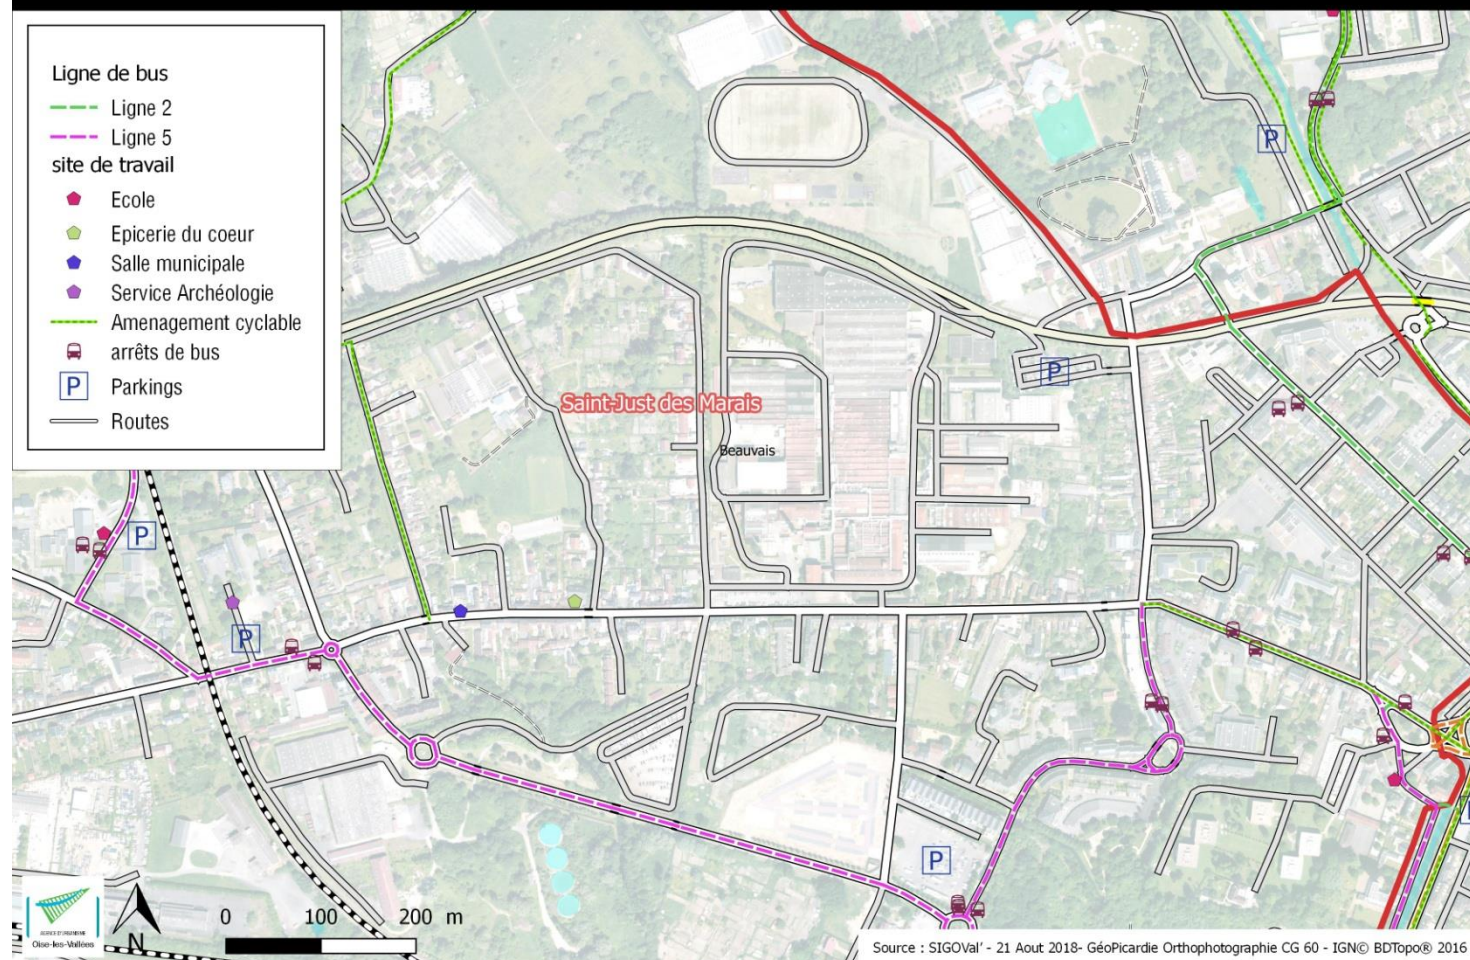 Ligne de bus
Ligne 2
Ligne 5
site de travail
Ecole
Epicerie du coeur
Salle municipale
Service Archéologie
Amenagement cyclable
arrêts de bus
P Parkings
Routes
P
P
Saint-Just des Marais
Beauvais
P
P
P
AGENCE D'URBANISME
Oise-les-Vallées
N
0 100 200 m
Source : SIGOVal' - 21 Aout 2018- GéoPicardie Orthophotographie CG 60 - IGN© BDTopo® 2016